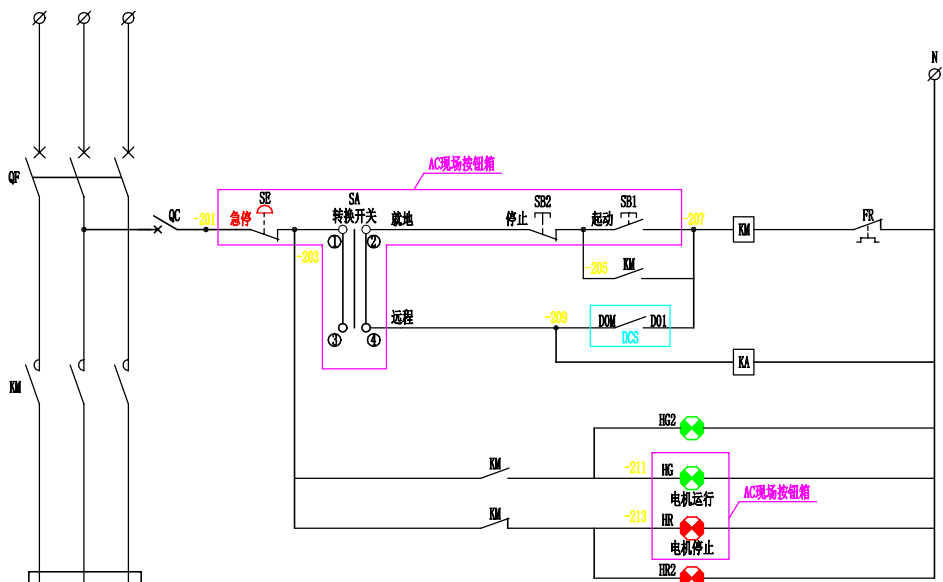 N
AC现场按钮箱
QF
QC
-201
急停
SE
SA
转换开关
就地
SB2
停止
SB1
起动
-207
KM
FR
① ②
-203
-205
KM
远程
-209
DOM
DO1
DCS
③ ④
KA
KM
HG2
KM
-211
HG
电机运行
AC现场按钮箱
KM
-213
HR
电机停止
HR2